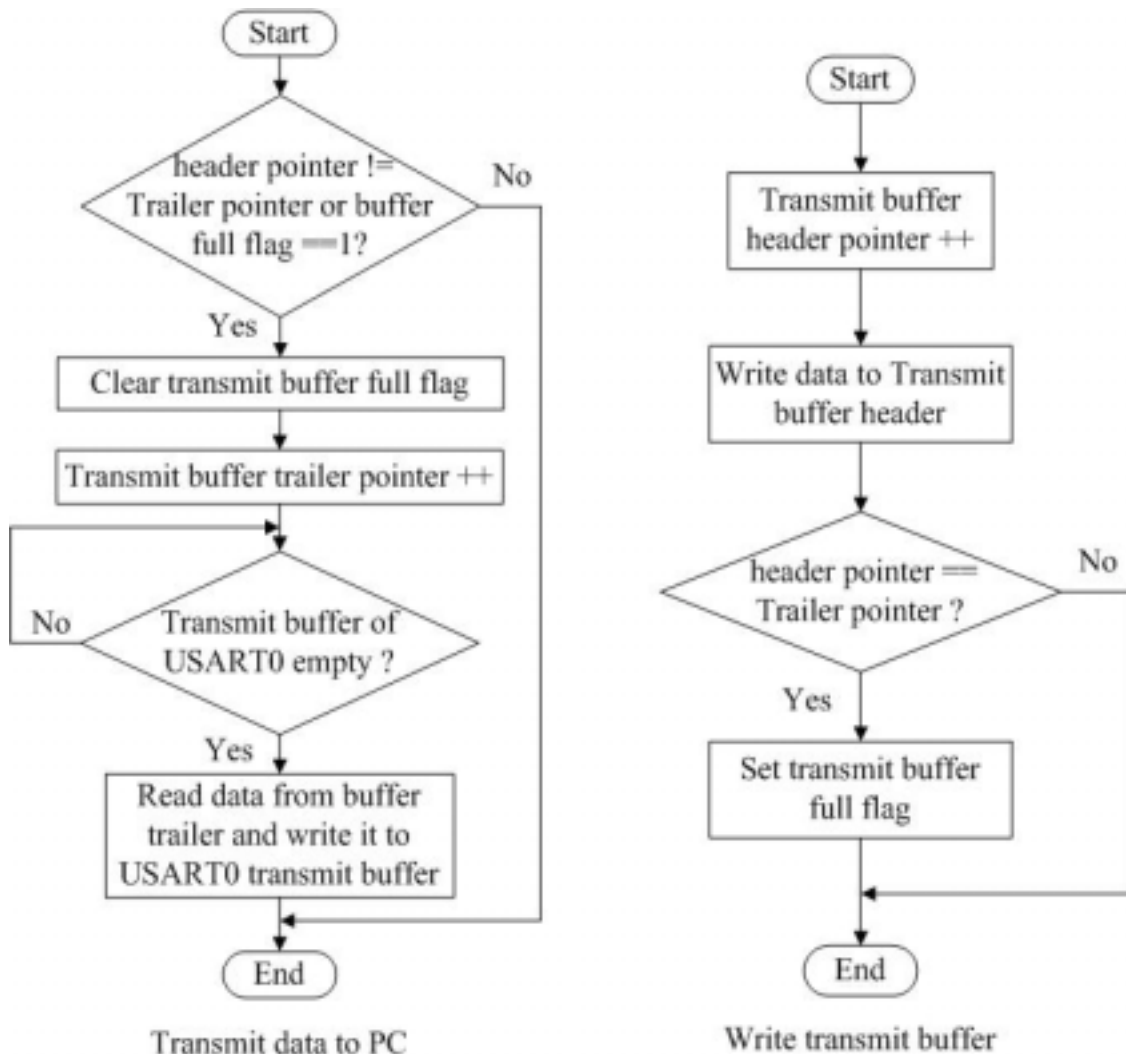 Start
header pointer !=
Trailer pointer or buffer
full flag ==1?
No
Yes
Clear transmit buffer full flag
Transmit buffer trailer pointer ++
Transmit buffer of
USART0 empty ?
No
Yes
Read data from buffer
trailer and write it to
USART0 transmit buffer
End
Transmit data to PC
Start
Transmit buffer
header pointer ++
Write data to Transmit
buffer header
header pointer ==
Trailer pointer ?
No
Yes
Set transmit buffer
full flag
End
Write transmit buffer